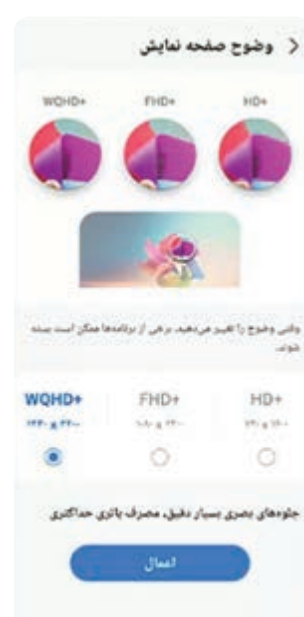 وضوح صفحه نمایش
HD+ FHD+ WQHD+
وقتی وضوح را تغییر می‌دهید، برخی از برنامه‌ها ممکن است بسته
شوند.
HD+ FHD+ WQHD+
جلوه‌های بصری بسیار دقیق، مصرف باتری حداکثری
اعمال